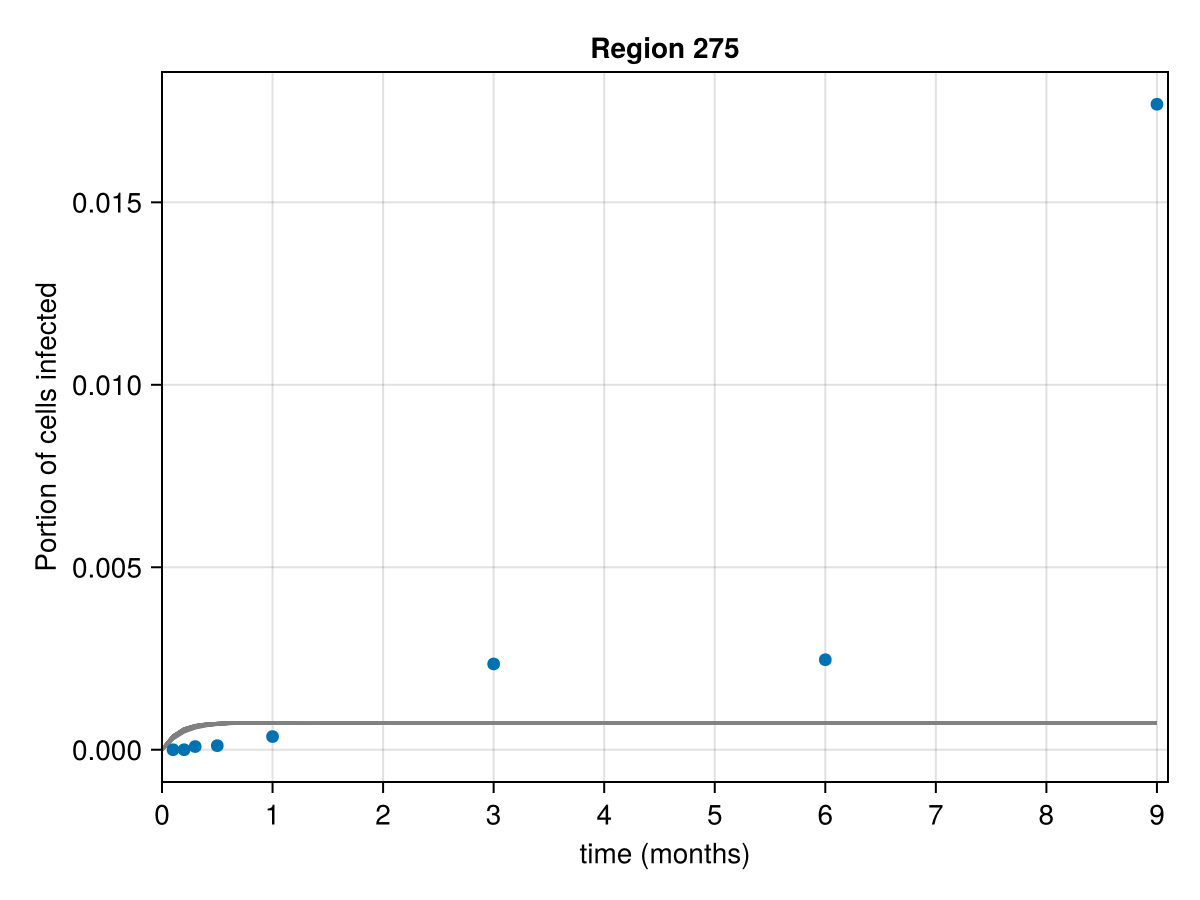 Region 275
Portion of cells infected
0.015
0.010
0.005
0.000
0 1 2 3 4 5 6 7 8 9
time (months)